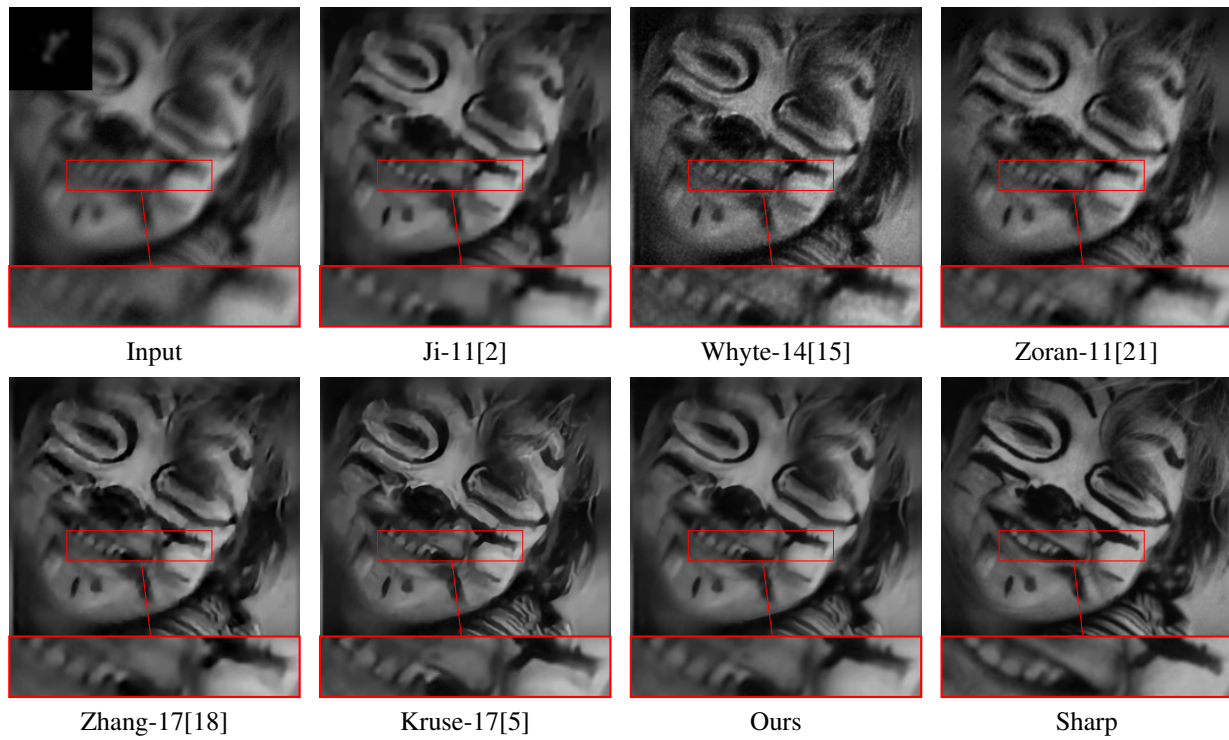 Input
Ji-11[2]
Whyte-14[15]
Zoran-11[21]
Zhang-17[18]
Kruse-17[5]
Ours
Sharp